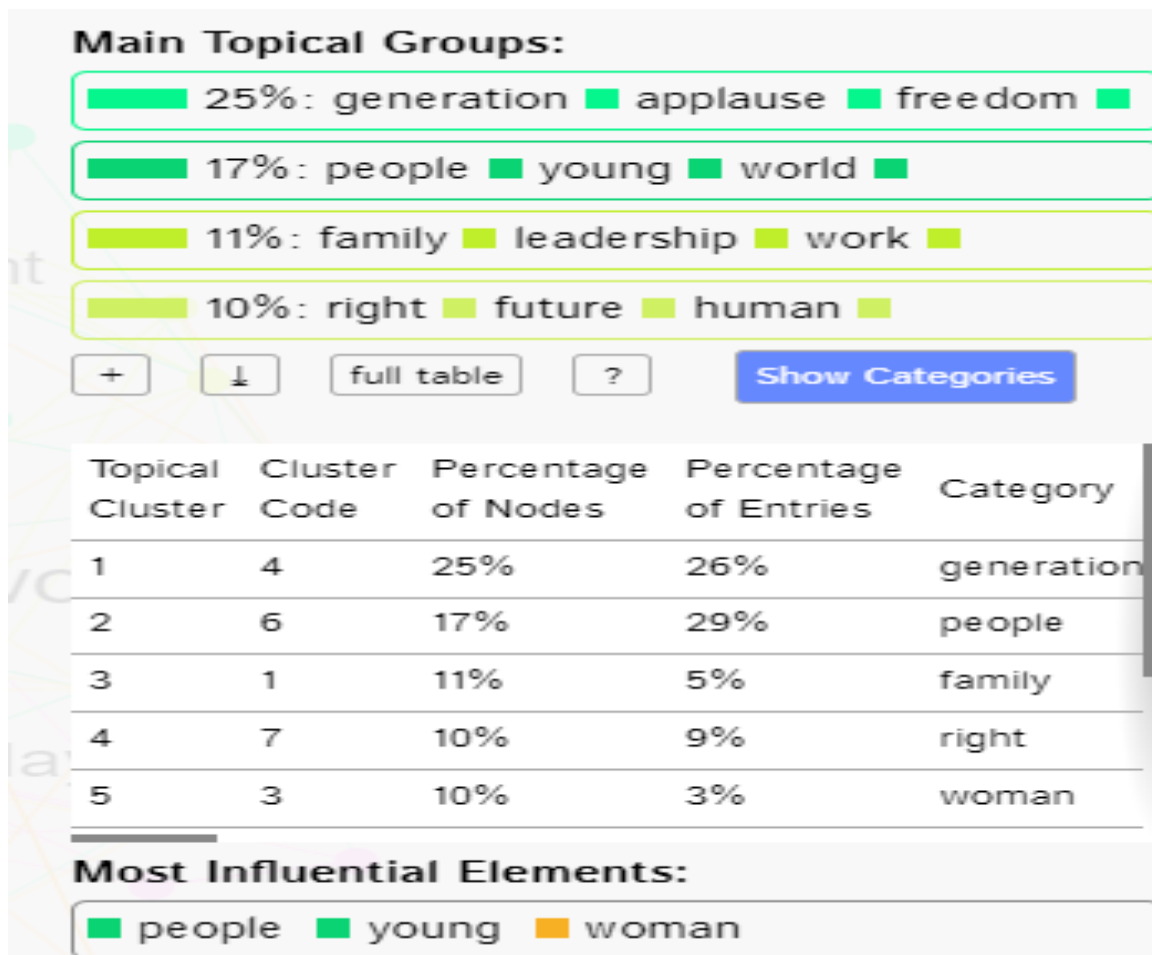 Main Topical Groups:
25%: generation applause freedom
17%: people young world
11%: family leadership work
10%: right future human
+ ↓ full table ? Show Categories
Topical Cluster Cluster Code Percentage of Nodes Percentage of Entries Category
1 4 25% 26% generation
2 6 17% 29% people
3 1 11% 5% family
4 7 10% 9% right
5 3 10% 3% woman
Most Influential Elements:
people young woman